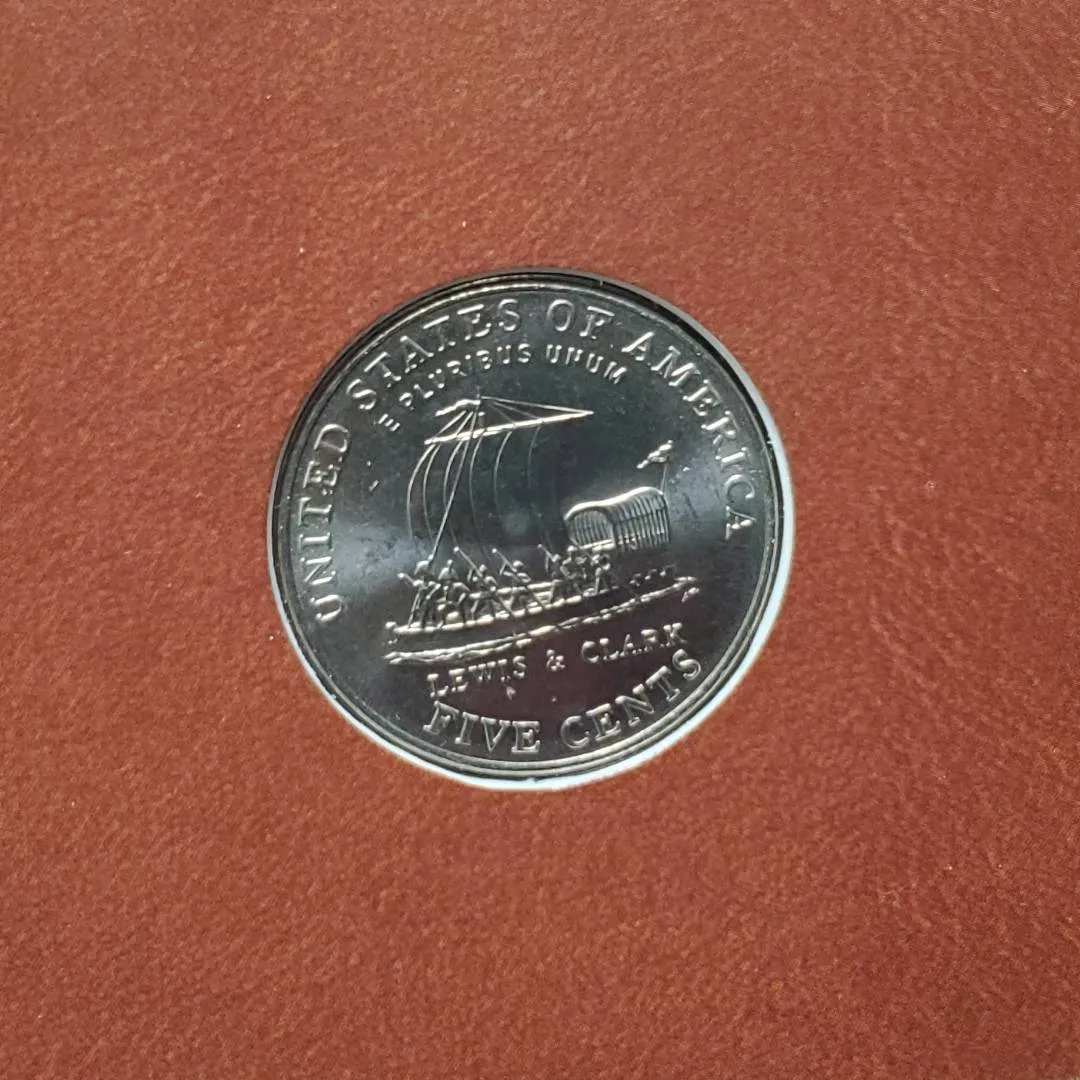 UNITED STATES OF AMERICA
E PLURIBUS UNUM
LEWIS & CLARK
FIVE CENTS